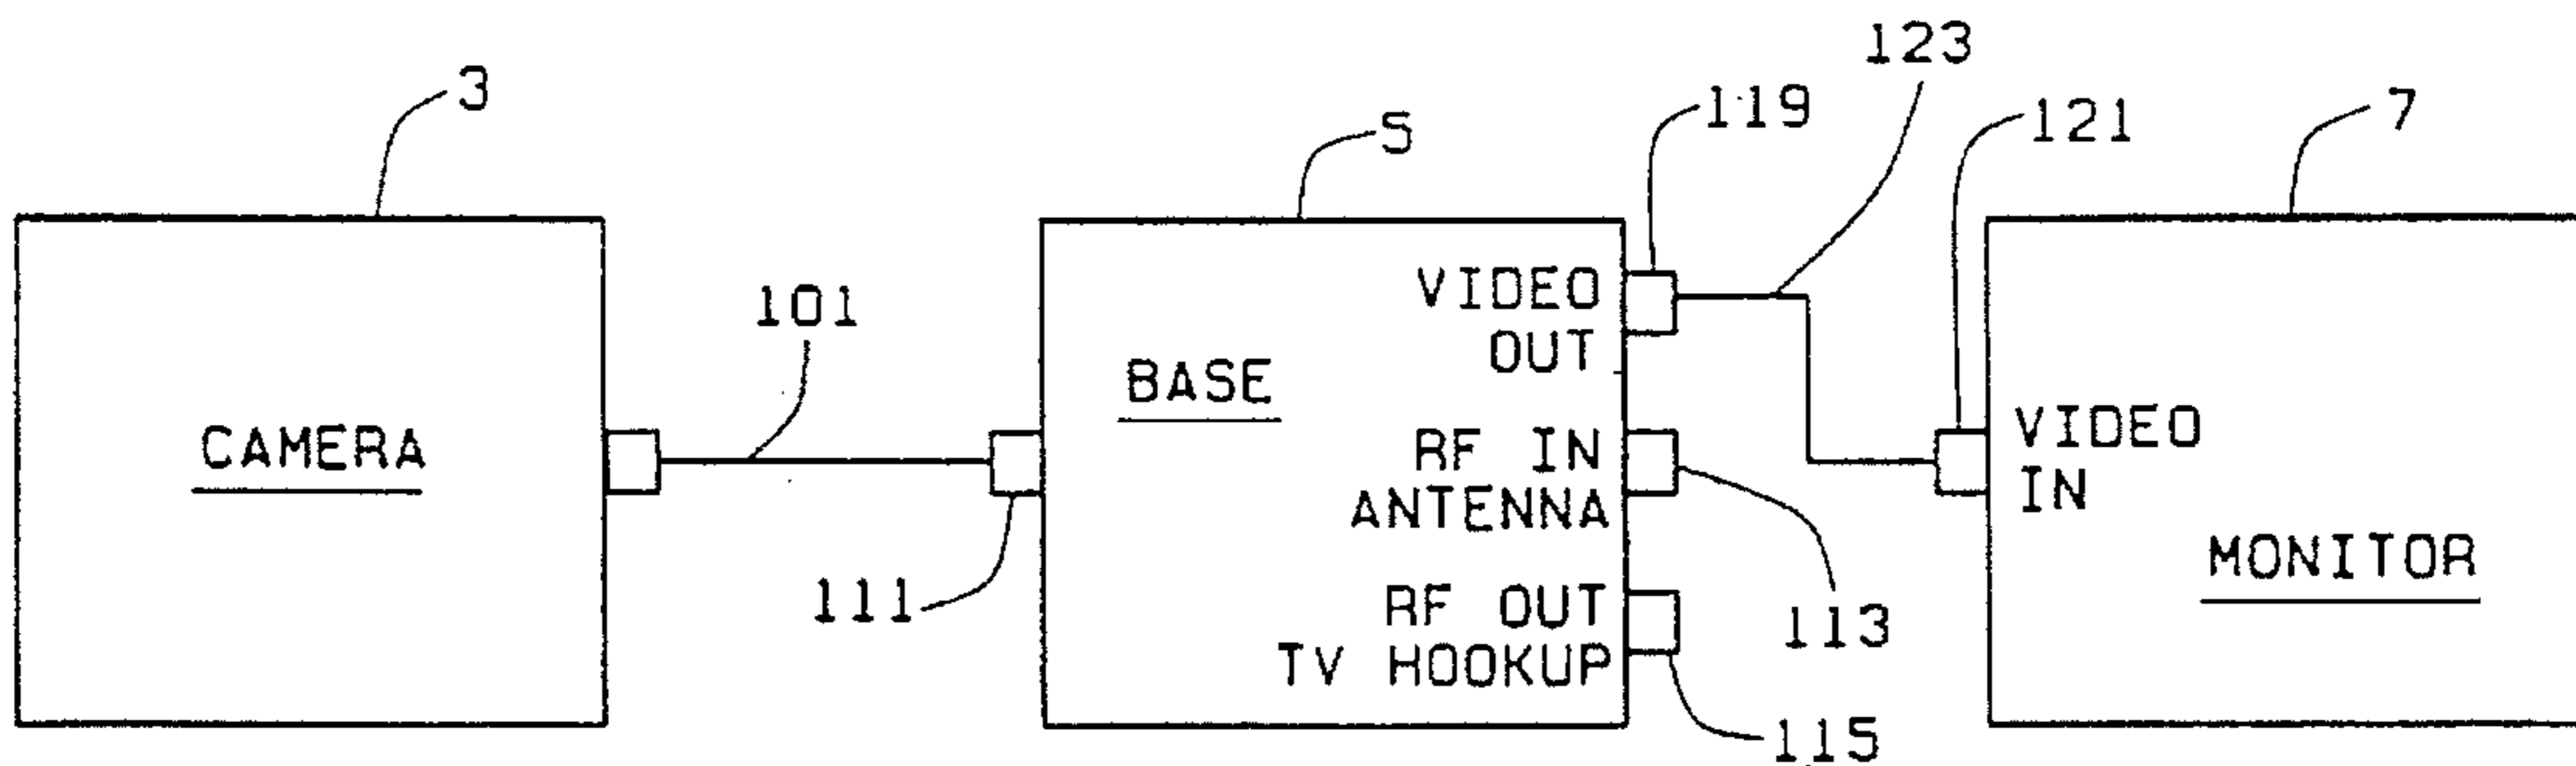 3
CAMERA
101
111
5
BASE
VIDEO
OUT
RF IN
ANTENNA
RF OUT
TV HOOKUP
119
123
113
115
121
7
VIDEO
IN
MONITOR